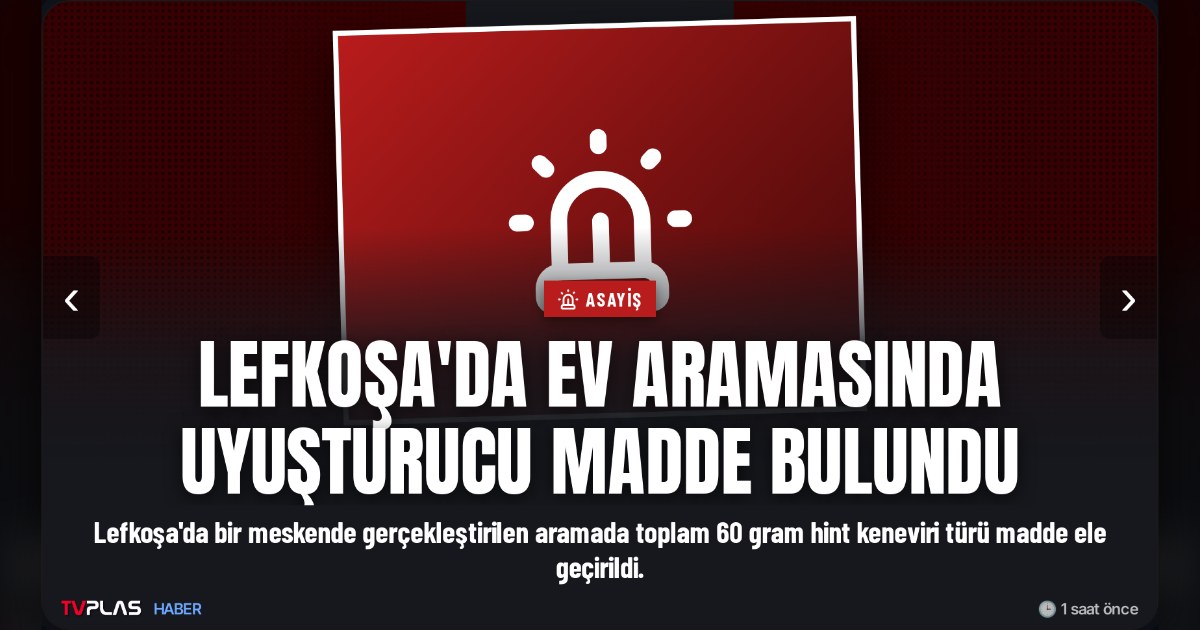 ASAYİŞ
LEFKOŞA'DA EV ARAMASINDA
UYUŞTURUCU MADDE BULUNDU
Lefkoşa'da bir meskende gerçekleştirilen aramada toplam 60 gram hint keneviri türü madde ele
geçirildi.
TVPLAS HABER
1 saat önce